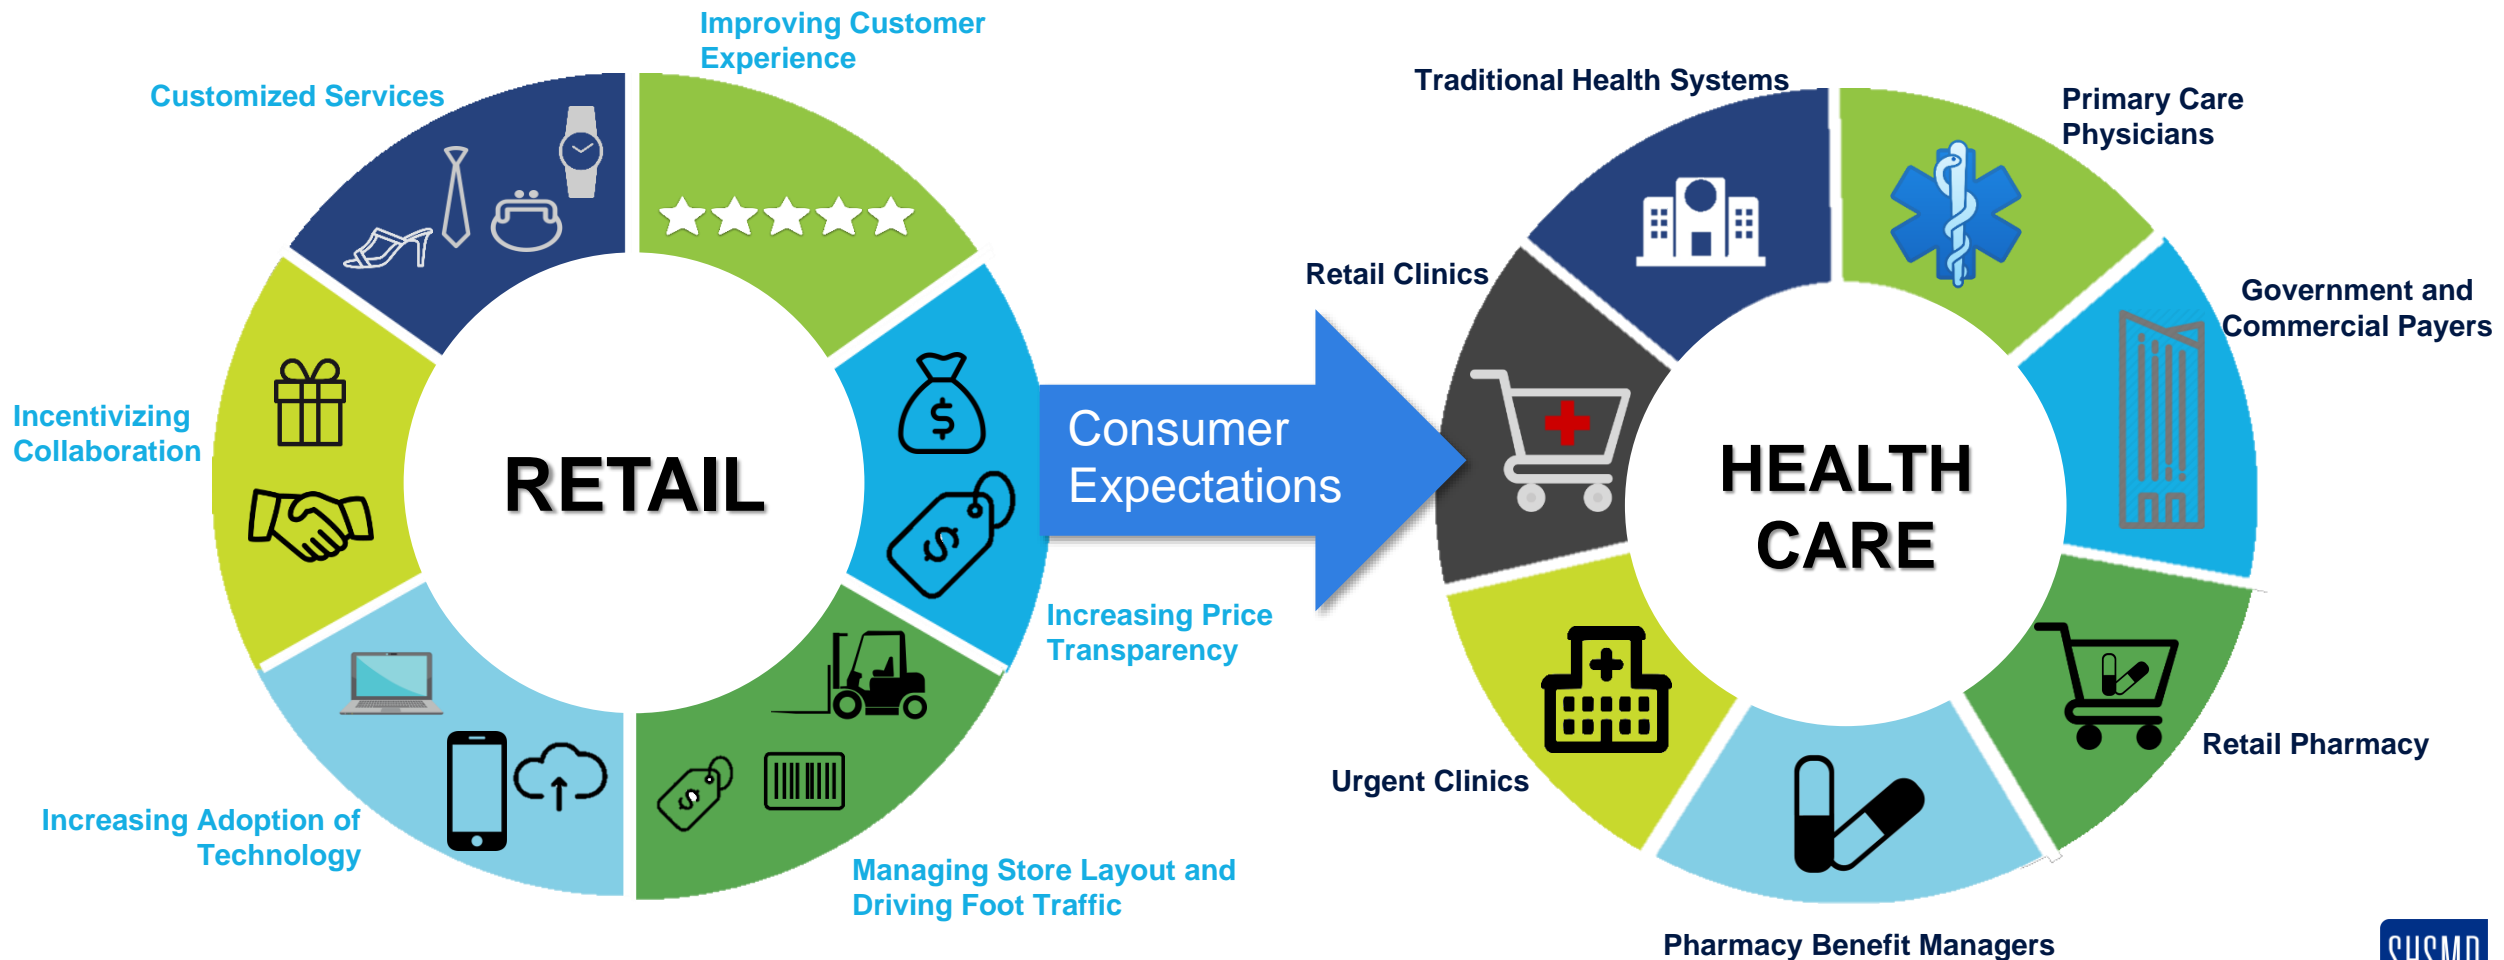 Improving Customer
Experience
Customized Services
Incentivizing
Collaboration
RETAIL
$
$
Increasing Price
Transparency
Increasing Adoption of
Technology
$
Managing Store Layout and
Driving Foot Traffic
Consumer
Expectations
Traditional Health Systems
Primary Care
Physicians
Retail Clinics
Government and
Commercial Payers
HEALTH
CARE
Urgent Clinics
Retail Pharmacy
Pharmacy Benefit Managers
SHSMD